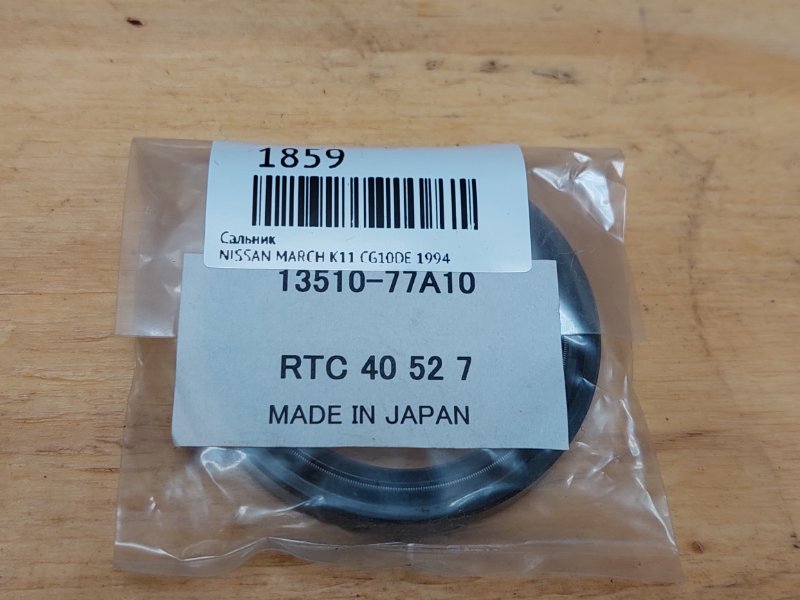 1859
Сальник
NISSAN MARCH K11 CG10DE 1994
13510-77A10
RTC 40 52 7
MADE IN JAPAN